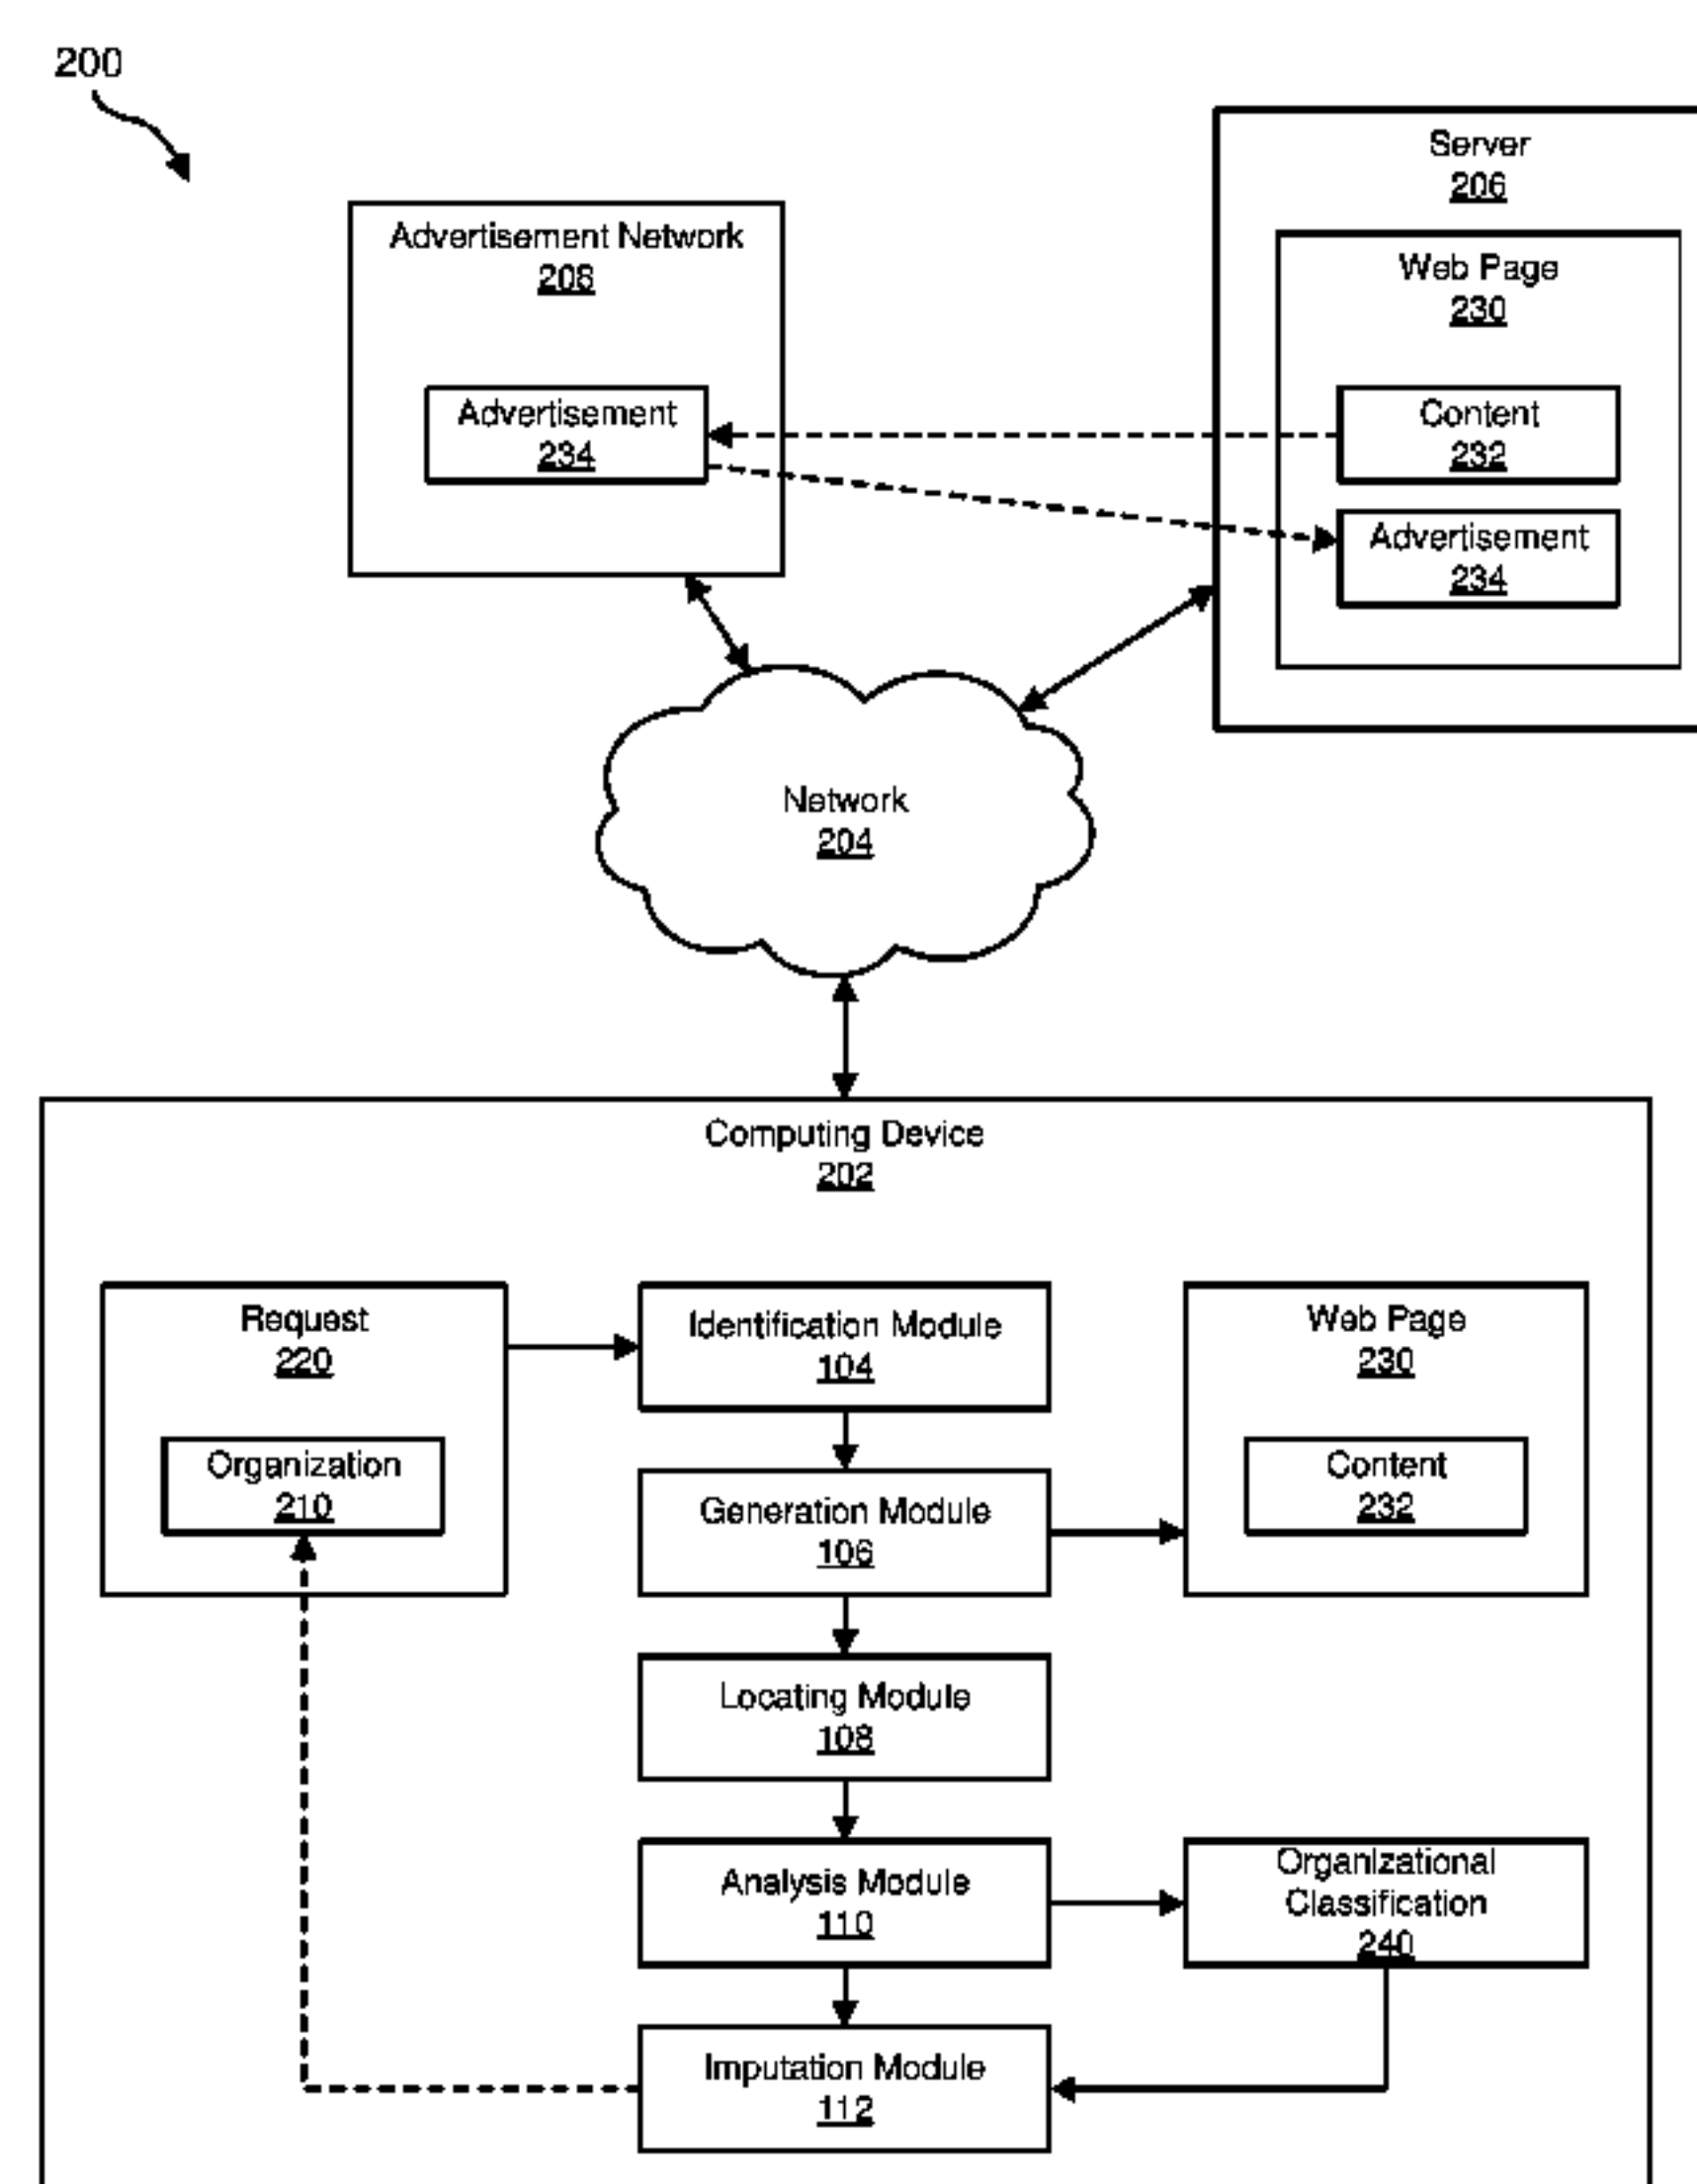 200
Server
206
Advertisement Network
208
Web Page
230
Advertisement
234
Content
232
Advertisement
234
Network
204
Computing Device
202
Request
220
Identification Module
104
Web Page
230
Organization
210
Generation Module
106
Content
232
Locating Module
108
Analysis Module
110
Organizational
Classification
240
Imputation Module
112